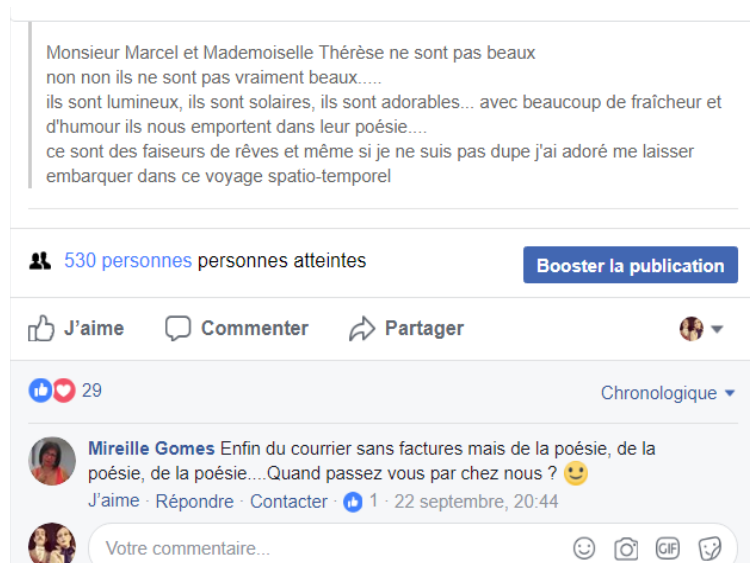 Monsieur Marcel et Mademoiselle Thérèse ne sont pas beaux
non non ils ne sont pas vraiment beaux.....
ils sont lumineux, ils sont solaires, ils sont adorables... avec beaucoup de fraîcheur et
d'humour ils nous emportent dans leur poésie....
ce sont des faiseurs de rêves et même si je ne suis pas dupe j'ai adoré me laisser
embarquer dans ce voyage spatio-temporel
530 personnes personnes atteintes
Booster la publication
J'aime Commenter Partager
29
Chronologique
Mireille Gomes Enfin du courrier sans factures mais de la poésie, de la
poésie, de la poésie....Quand passez vous par chez nous ?
J'aime · Répondre · Contacter · 1 · 22 septembre, 20:44
Votre commentaire...
GIF